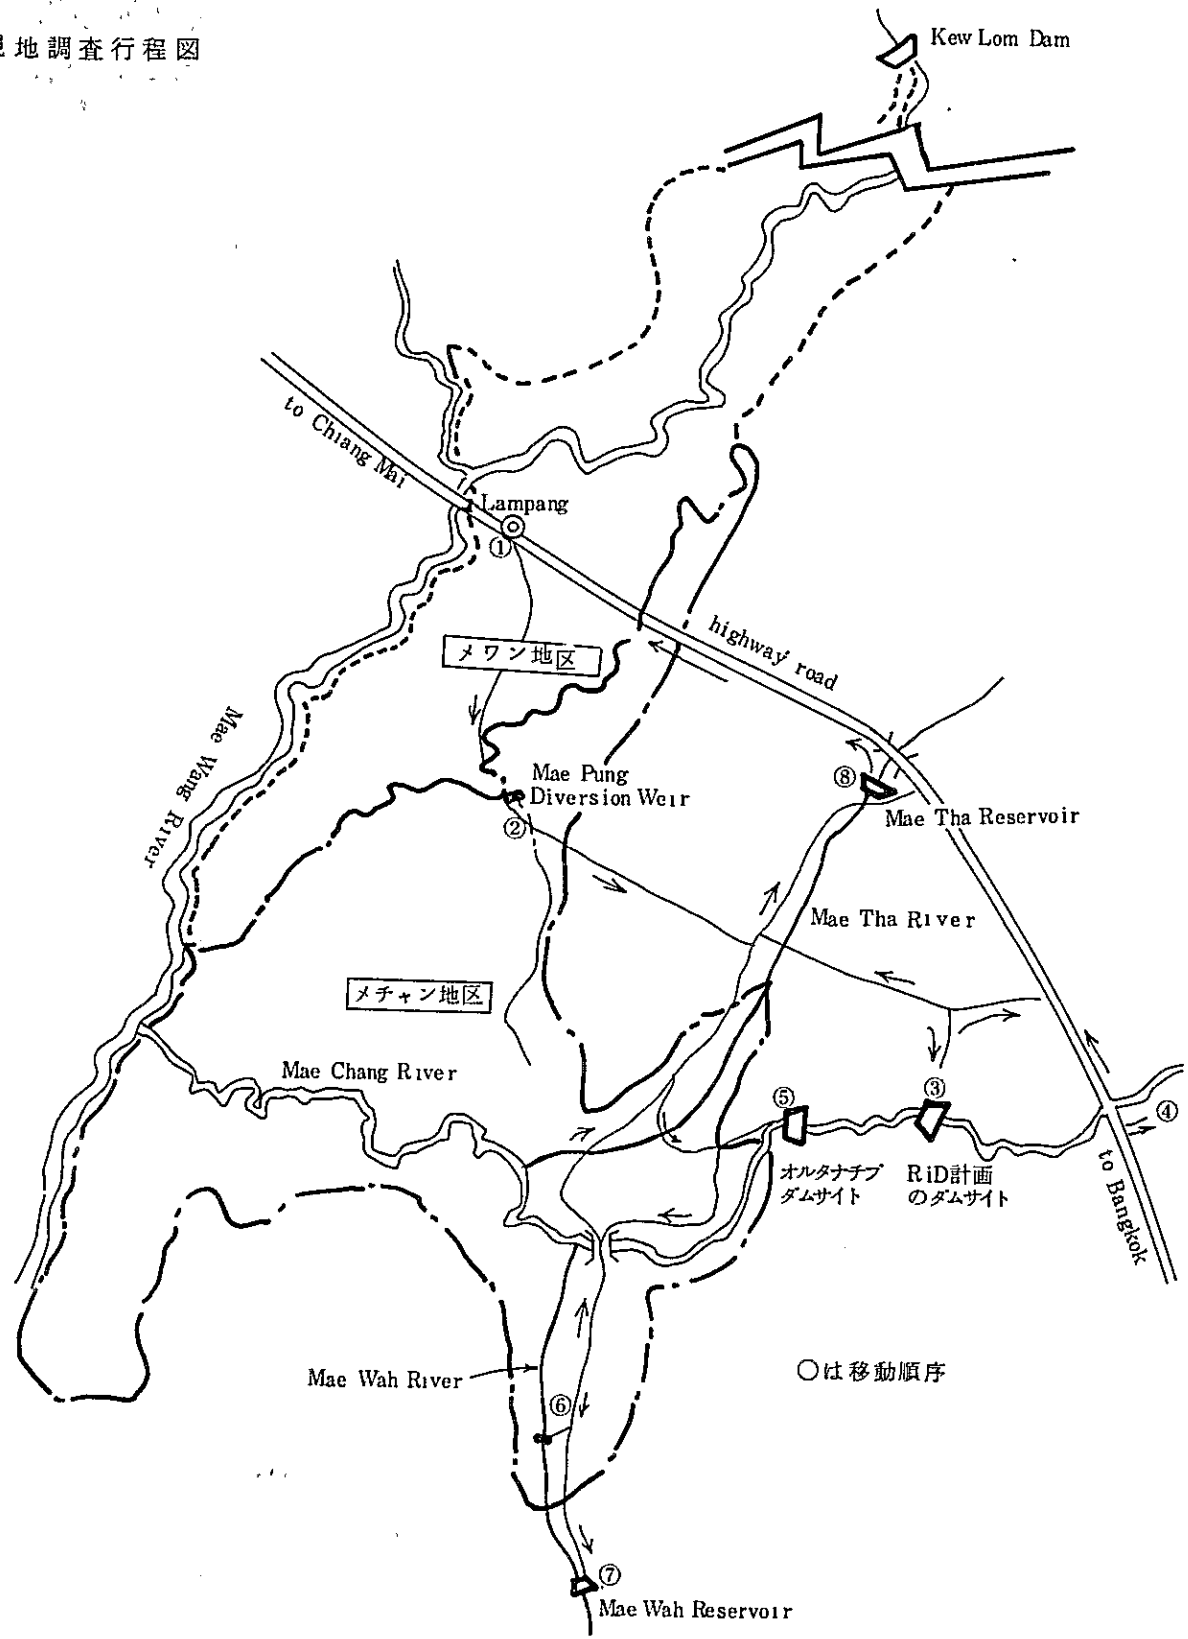 地調査行程図
Kew Lom Dam
to Chiang Mai
Lampang
①
highway road
メワン地区
Mae Wang River
Mae Pung
Diversion Weir
②
⑧
Mae Tha Reservoir
Mae Tha River
メチャン地区
Mae Chang River
⑤
③
④
オルタナチブ
ダムサイト
RiD計画
のダムサイト
to Bangkok
Mae Wah River
○は移動順序
⑥
⑦
Mae Wah Reservoir